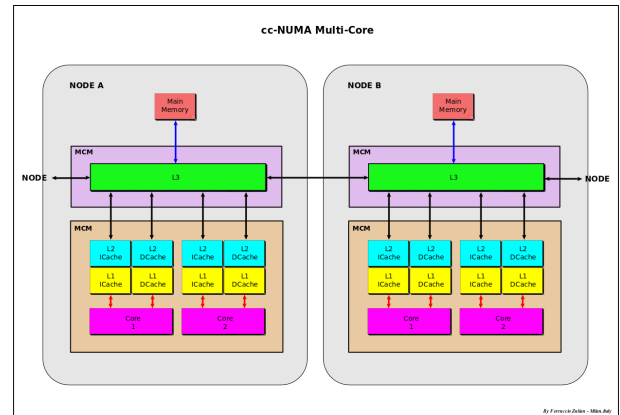 cc-NUMA Multi-Core
NODE A
Main
Memory
MCM
L3
NODE
MCM
L2
ICache
L2
DCache
L2
ICache
L2
DCache
L1
ICache
L1
DCache
L1
ICache
L1
DCache
Core
1
Core
2
NODE B
Main
Memory
MCM
L3
NODE
MCM
L2
ICache
L2
DCache
L2
ICache
L2
DCache
L1
ICache
L1
DCache
L1
ICache
L1
DCache
Core
1
Core
2
By Ferruccio Zulian - Milan.Italy